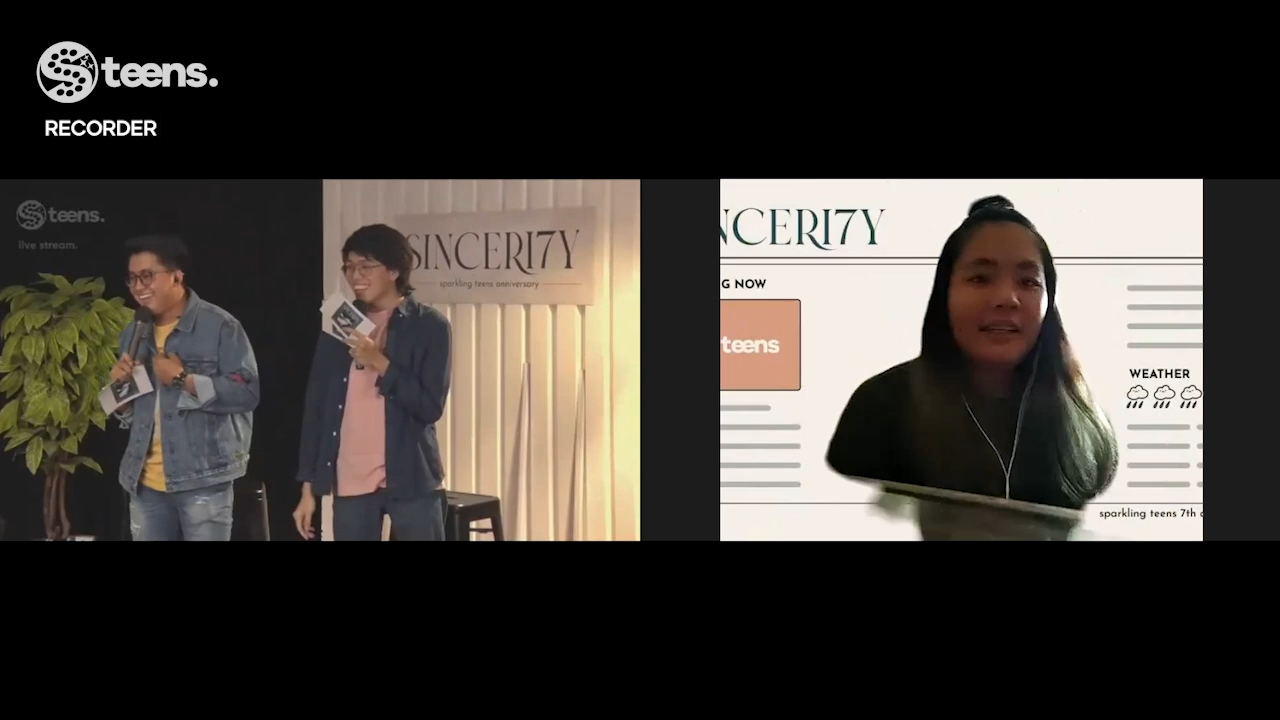 teens.
RECORDER
teens.
live stream.
SINCERI7Y
sparkling teens anniversary
NCERI7Y
G NOW
teens
WEATHER
sparkling teens 7th